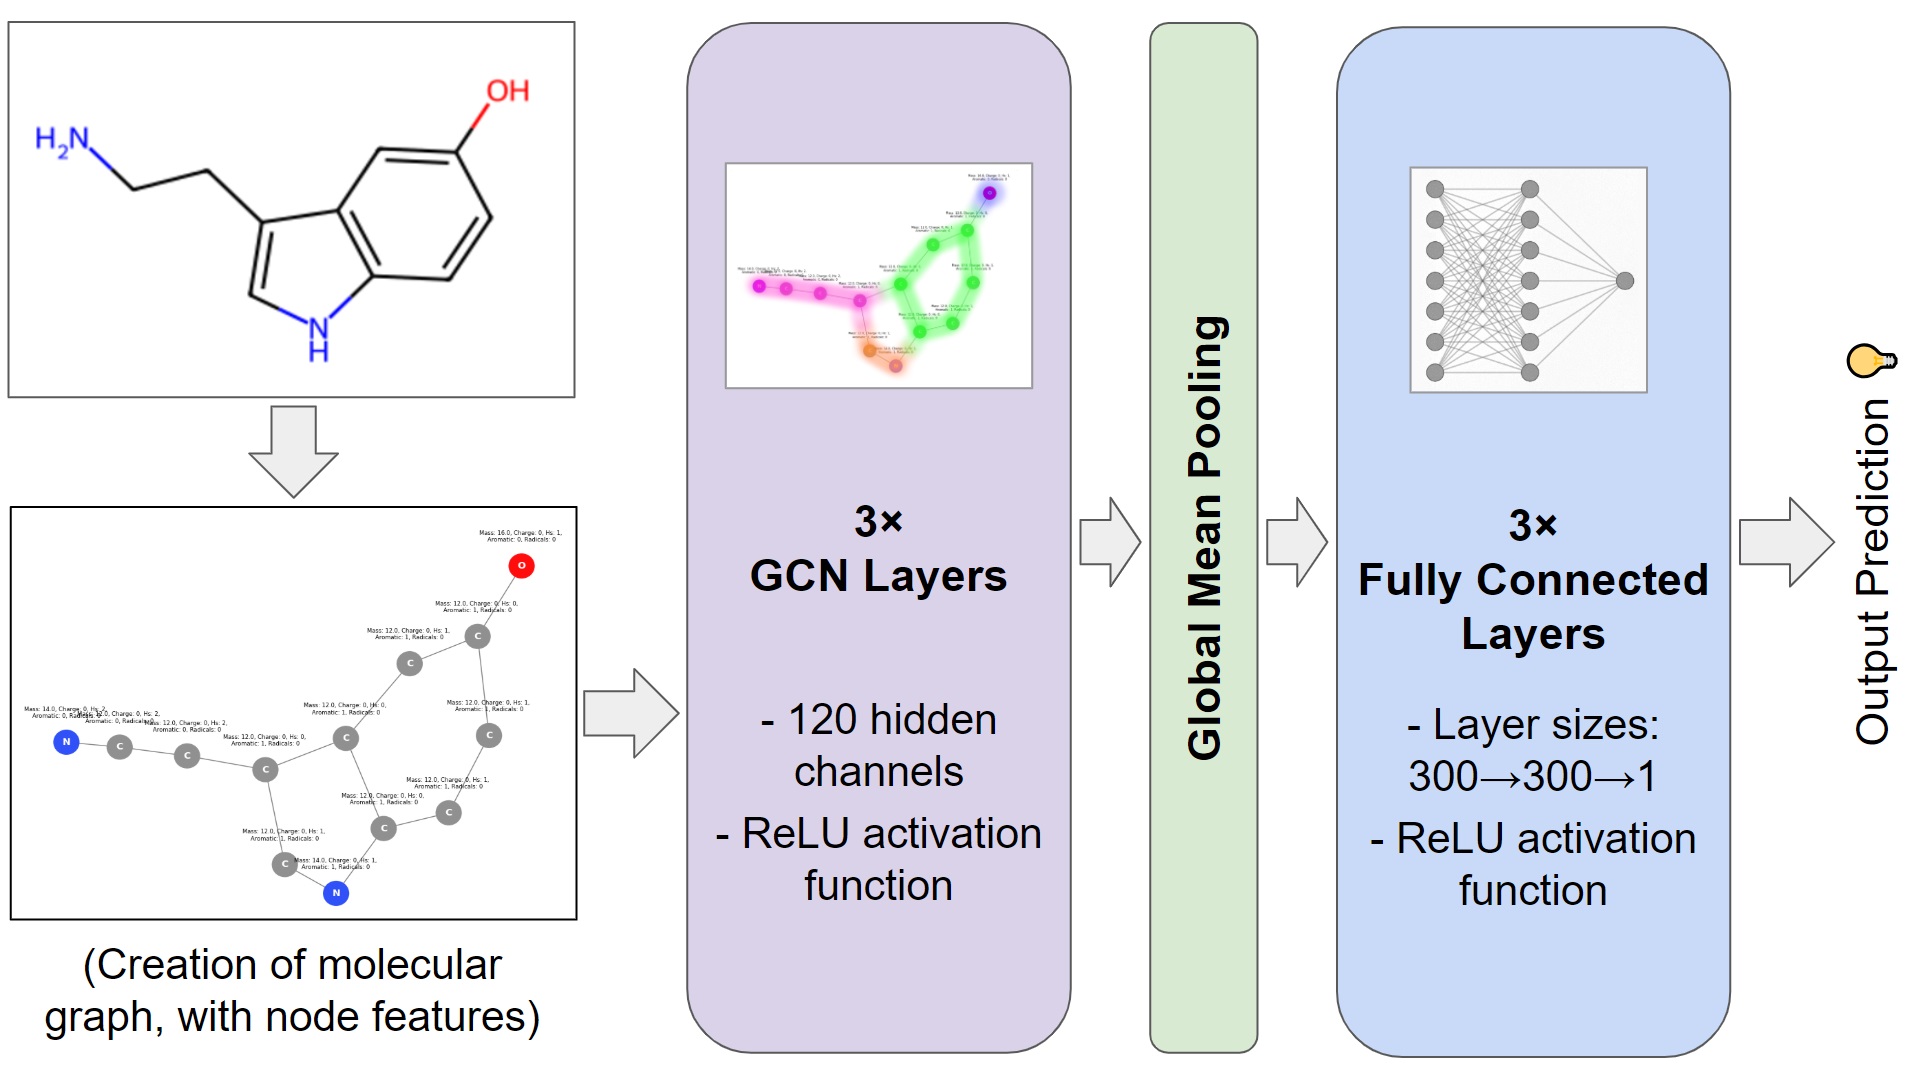 OH
H₂N
N
H
Mass: 16.0, Charge: 0, Hs: 1,
Aromatic: 0, Radicals: 0
O
Mass: 12.0, Charge: 0, Hs: 0,
Aromatic: 1, Radicals: 0
C
Mass: 12.0, Charge: 0, Hs: 1,
Aromatic: 1, Radicals: 0
C
Mass: 14.0, Charge: 0, Hs: 2,
Aromatic: 0, Radicals: 0
N
Mass: 12.0, Charge: 0, Hs: 2,
Aromatic: 0, Radicals: 0
C
Mass: 12.0, Charge: 0, Hs: 2,
Aromatic: 0, Radicals: 0
C
Mass: 12.0, Charge: 0, Hs: 0,
Aromatic: 1, Radicals: 0
C
Mass: 12.0, Charge: 0, Hs: 0,
Aromatic: 1, Radicals: 0
C
Mass: 12.0, Charge: 0, Hs: 1,
Aromatic: 1, Radicals: 0
C
Mass: 12.0, Charge: 0, Hs: 1,
Aromatic: 1, Radicals: 0
C
Mass: 12.0, Charge: 0, Hs: 0,
Aromatic: 1, Radicals: 0
C
Mass: 12.0, Charge: 0, Hs: 1,
Aromatic: 1, Radicals: 0
C
Mass: 14.0, Charge: 0, Hs: 1,
Aromatic: 1, Radicals: 0
N
(Creation of molecular
graph, with node features)
3×
GCN Layers
- 120 hidden
channels
- ReLU activation
function
Global Mean Pooling
3×
Fully Connected
Layers
- Layer sizes:
300→300→1
- ReLU activation
function
Output Prediction